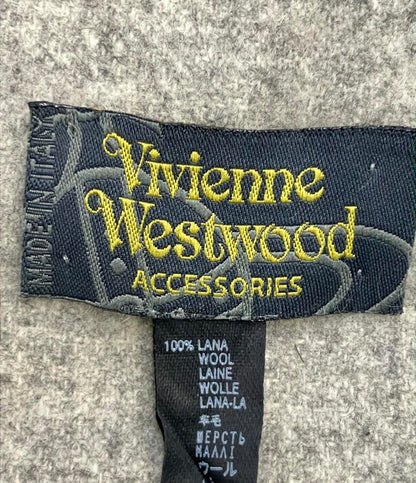 MADE IN ITALY
Vivienne
Westwood
ACCESSORIES
100% LANA
WOOL
LAINE
WOLLE
LANA-LA
羊毛
ШЕРСТЬ
ΜΑΛΛΙ
ウール